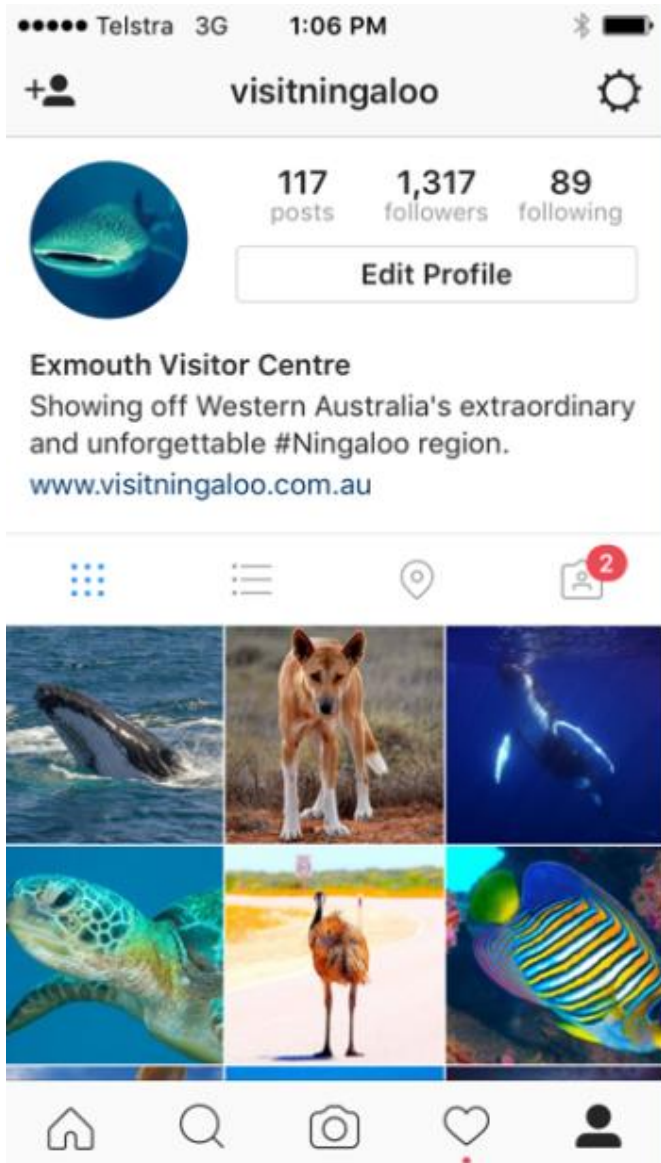 Telstra 3G 1:06 PM
visitningaloo
117 1,317 89
posts followers following
Edit Profile
Exmouth Visitor Centre
Showing off Western Australia's extraordinary
and unforgettable #Ningaloo region.
www.visitningaloo.com.au
2